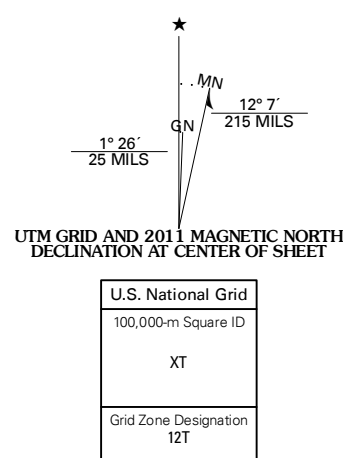 ★
MN
GN
12° 7´
215 MILS
1° 26´
25 MILS
UTM GRID AND 2011 MAGNETIC NORTH
DECLINATION AT CENTER OF SHEET
U.S. National Grid
100,000-m Square ID
XT
Grid Zone Designation
12T